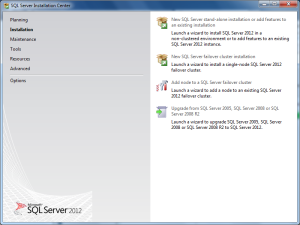 SQL Server Installation Center
Planning
Installation
Maintenance
Tools
Resources
Advanced
Options
New SQL Server stand-alone installation or add features to
an existing installation
Launch a wizard to install SQL Server 2012 in a
non-clustered environment or to add features to an existing
SQL Server 2012 instance.
New SQL Server failover cluster installation
Launch a wizard to install a single-node SQL Server 2012
failover cluster.
Add node to a SQL Server failover cluster
Launch a wizard to add a node to an existing SQL Server
2012 failover cluster.
Upgrade from SQL Server 2005, SQL Server 2008 or SQL
Server 2008 R2
Launch a wizard to upgrade SQL Server 2005, SQL Server
2008 or SQL Server 2008 R2 to SQL Server 2012.
Microsoft
SQL Server 2012